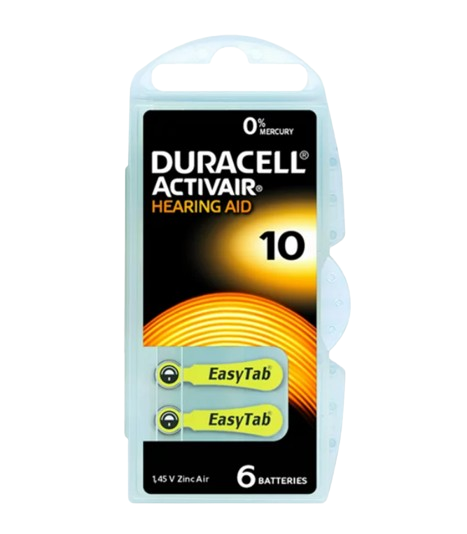 0% MERCURY
DURACELL®
ACTIVAIR®
HEARING AID
10
EasyTab®
EasyTab®
1,45 V Zinc Air
6 BATTERIES